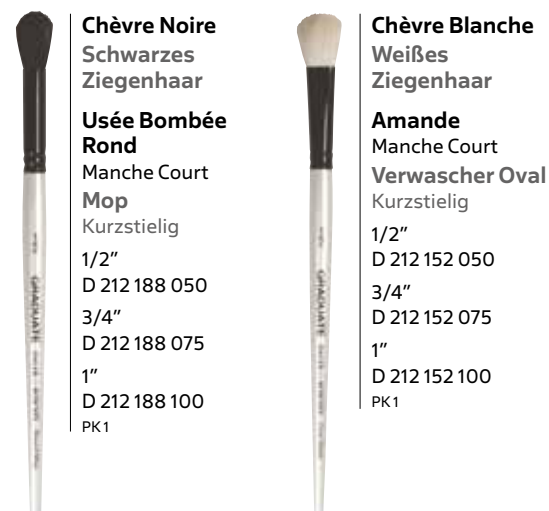 Chèvre Noire
Schwarzes
Ziegenhaar
Usée Bombée
Rond
Manche Court
Mop
Kurzstielig
1/2”
D 212 188 050
3/4”
D 212 188 075
1”
D 212 188 100
PK1
GRADUATE
Chèvre Blanche
Weißes
Ziegenhaar
Amande
Manche Court
Verwascher Oval
Kurzstielig
1/2”
D 212 152 050
3/4”
D 212 152 075
1”
D 212 152 100
PK1
GRADUATE